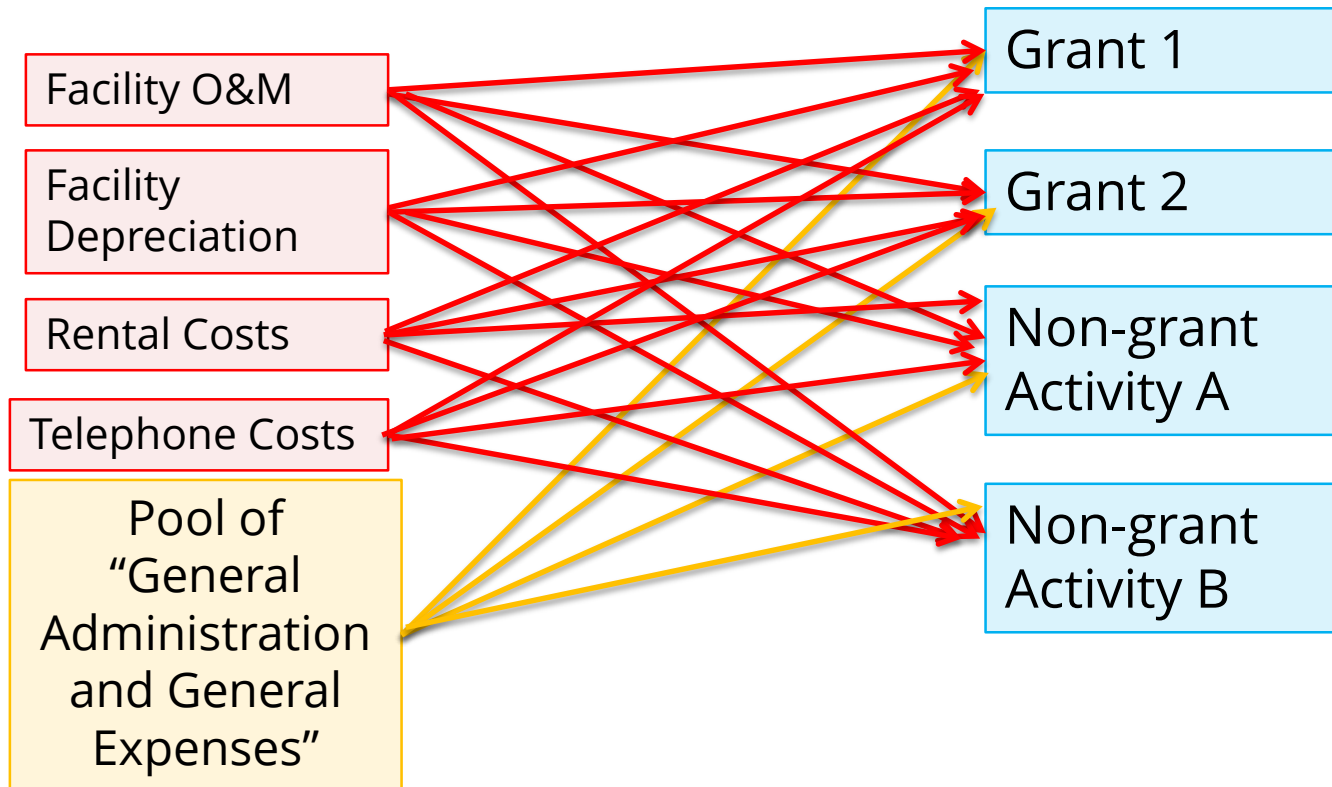 Facility O&M
Facility
Depreciation
Rental Costs
Telephone Costs
Pool of
“General
Administration
and General
Expenses”
Grant 1
Grant 2
Non-grant
Activity A
Non-grant
Activity B